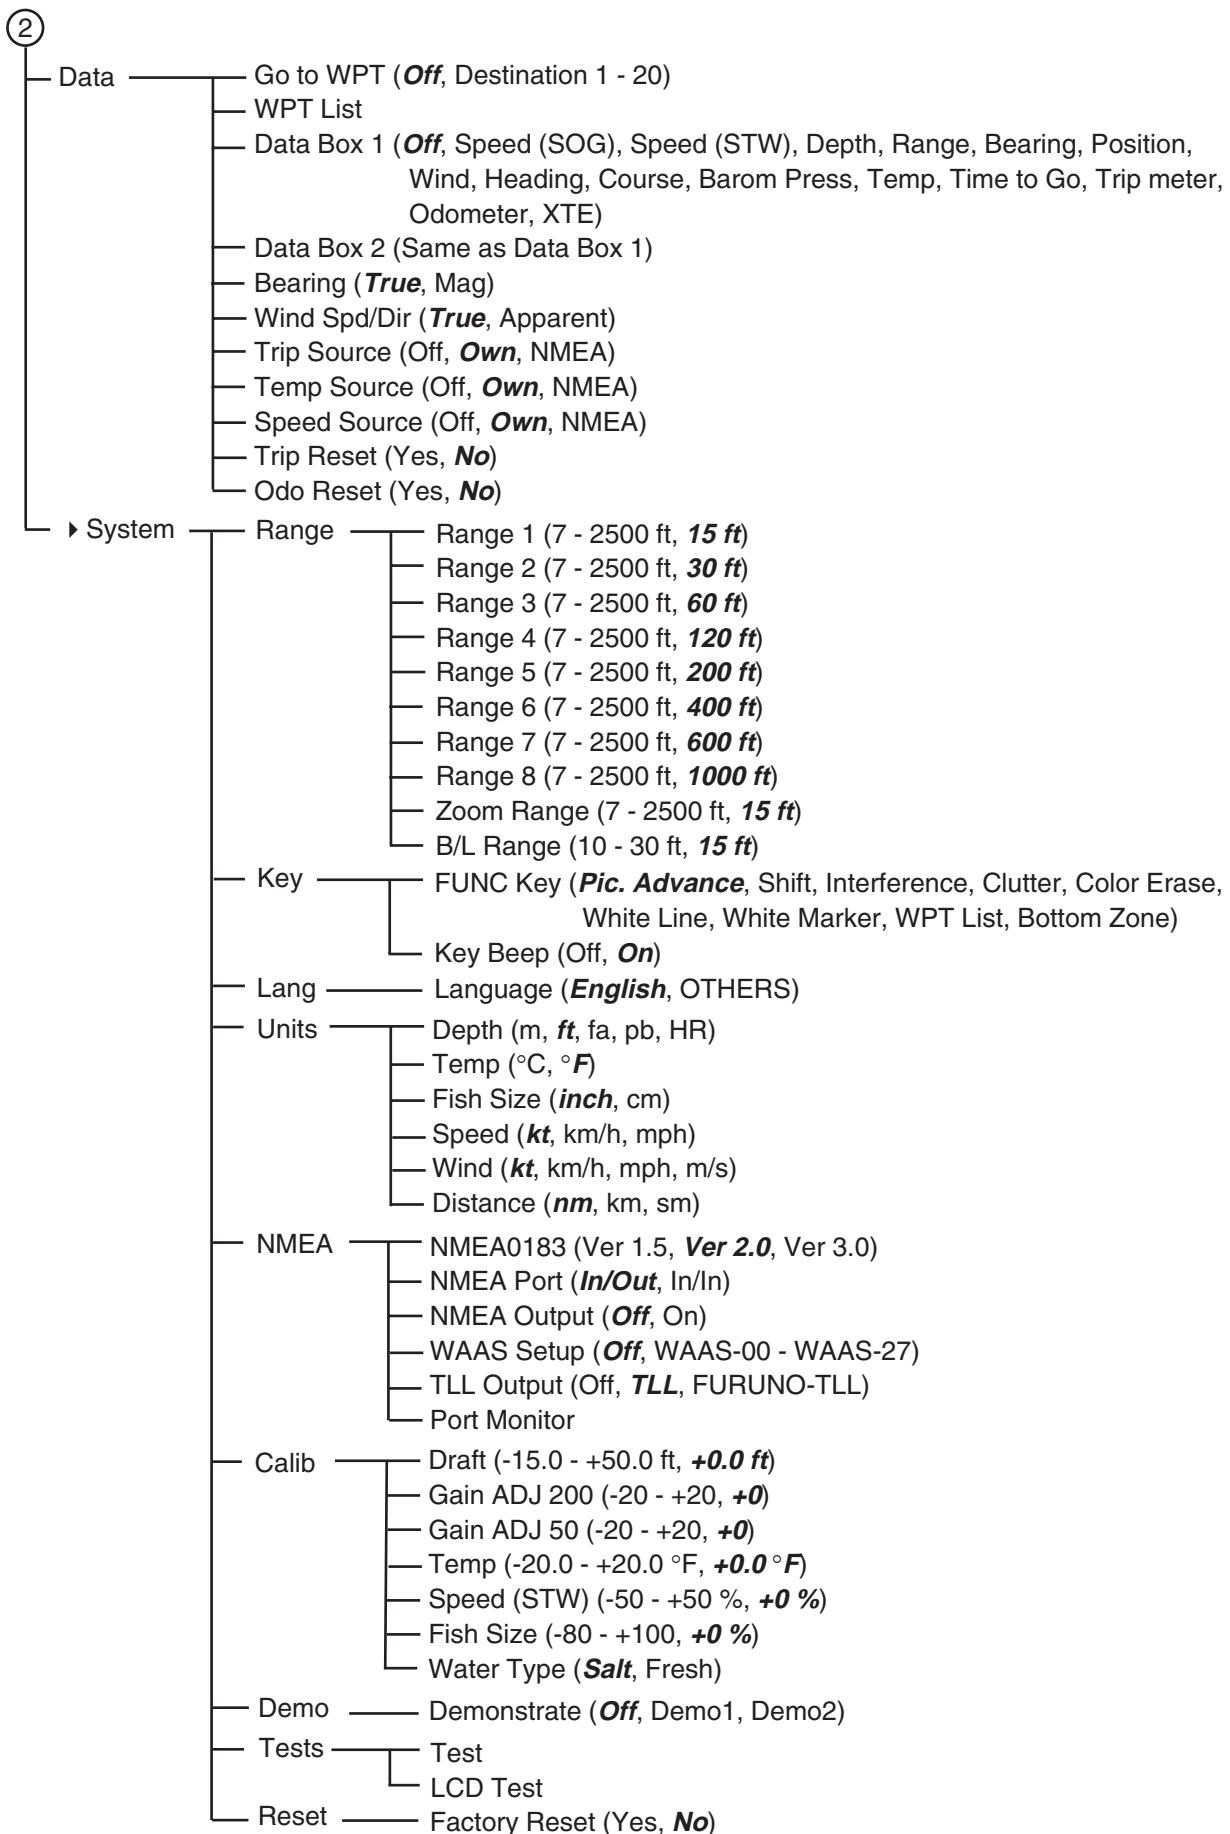 2
Data
Go to WPT (Off, Destination 1 - 20)
WPT List
Data Box 1 (Off, Speed (SOG), Speed (STW), Depth, Range, Bearing, Position,
Wind, Heading, Course, Barom Press, Temp, Time to Go, Trip meter,
Odometer, XTE)
Data Box 2 (Same as Data Box 1)
Bearing (True, Mag)
Wind Spd/Dir (True, Apparent)
Trip Source (Off, Own, NMEA)
Temp Source (Off, Own, NMEA)
Speed Source (Off, Own, NMEA)
Trip Reset (Yes, No)
Odo Reset (Yes, No)
System
Range
Range 1 (7 - 2500 ft, 15 ft)
Range 2 (7 - 2500 ft, 30 ft)
Range 3 (7 - 2500 ft, 60 ft)
Range 4 (7 - 2500 ft, 120 ft)
Range 5 (7 - 2500 ft, 200 ft)
Range 6 (7 - 2500 ft, 400 ft)
Range 7 (7 - 2500 ft, 600 ft)
Range 8 (7 - 2500 ft, 1000 ft)
Zoom Range (7 - 2500 ft, 15 ft)
B/L Range (10 - 30 ft, 15 ft)
Key
FUNC Key (Pic. Advance, Shift, Interference, Clutter, Color Erase,
White Line, White Marker, WPT List, Bottom Zone)
Key Beep (Off, On)
Lang
Language (English, OTHERS)
Units
Depth (m, ft, fa, pb, HR)
Temp (°C, °F)
Fish Size (inch, cm)
Speed (kt, km/h, mph)
Wind (kt, km/h, mph, m/s)
Distance (nm, km, sm)
NMEA
NMEA0183 (Ver 1.5, Ver 2.0, Ver 3.0)
NMEA Port (In/Out, In/In)
NMEA Output (Off, On)
WAAS Setup (Off, WAAS-00 - WAAS-27)
TLL Output (Off, TLL, FURUNO-TLL)
Port Monitor
Calib
Draft (-15.0 - +50.0 ft, +0.0 ft)
Gain ADJ 200 (-20 - +20, +0)
Gain ADJ 50 (-20 - +20, +0)
Temp (-20.0 - +20.0 °F, +0.0 °F)
Speed (STW) (-50 - +50 %, +0 %)
Fish Size (-80 - +100, +0 %)
Water Type (Salt, Fresh)
Demo
Demonstrate (Off, Demo1, Demo2)
Tests
Test
LCD Test
Reset
Factory Reset (Yes, No)